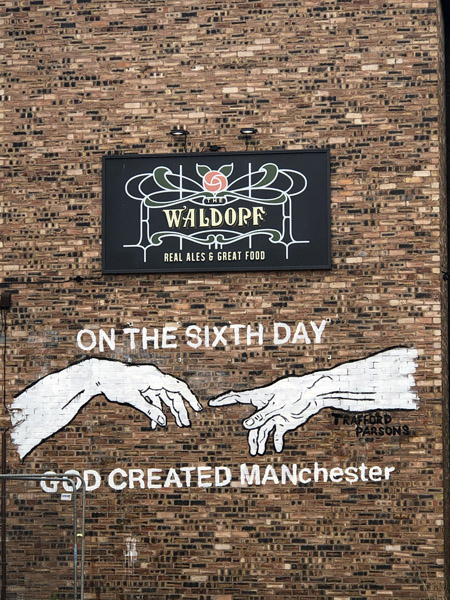 THE
WALDORF
REAL ALES & GREAT FOOD
ON THE SIXTH DAY
TRAFFORD
PARSONS
GOD CREATED MANchester